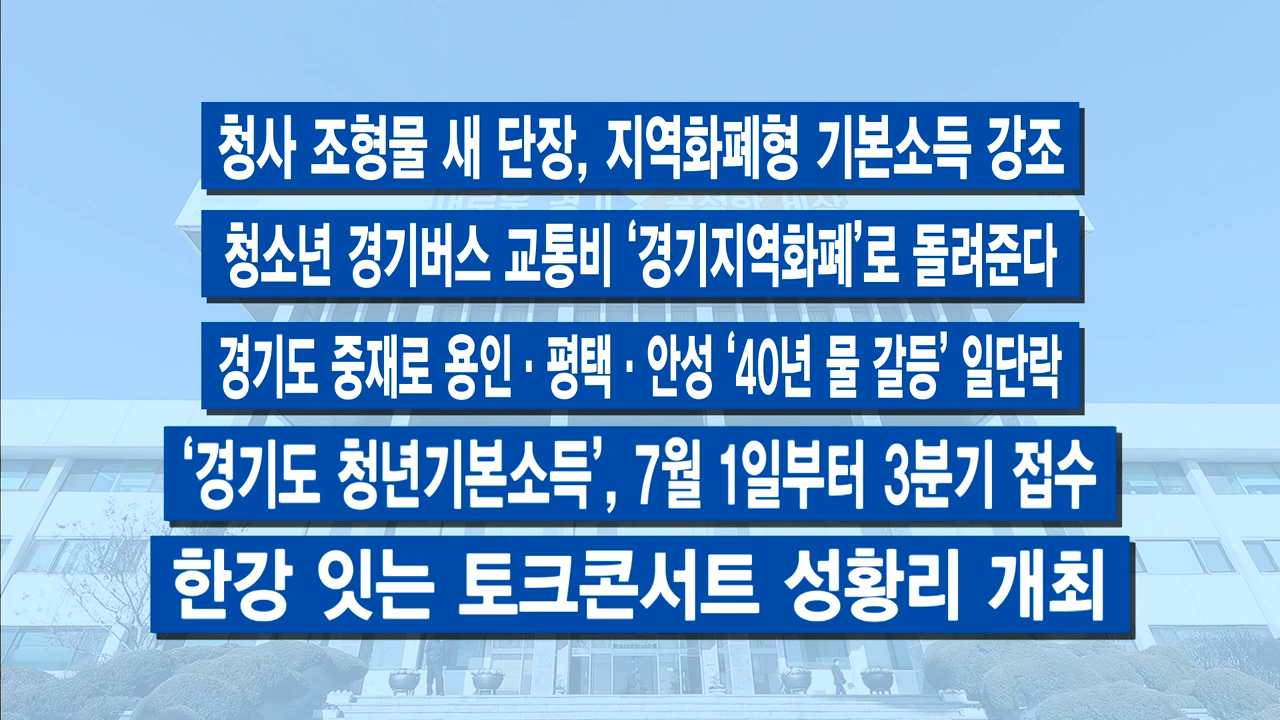 청사 조형물 새 단장, 지역화폐형 기본소득 강조
청소년 경기버스 교통비 ‘경기지역화폐’로 돌려준다
경기도 중재로 용인·평택·안성 ‘40년 물 갈등’ 일단락
‘경기도 청년기본소득’, 7월 1일부터 3분기 접수
한강 잇는 토크콘서트 성황리 개최